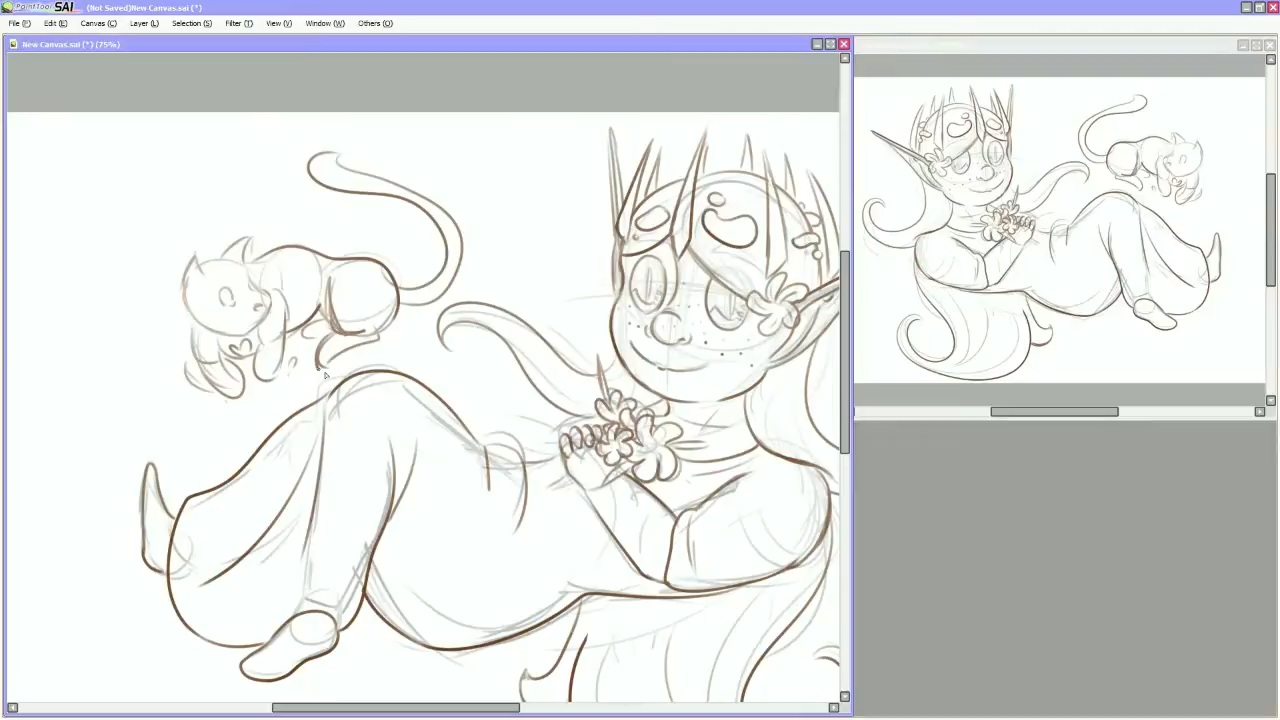 PaintTool SAI (Not Saved)New Canvas.sai (*)
File (F) Edit (E) Canvas (C) Layer (L) Selection (S) Filter (T) View (V) Window (W) Others (O)
New Canvas.sai (*) (75%)